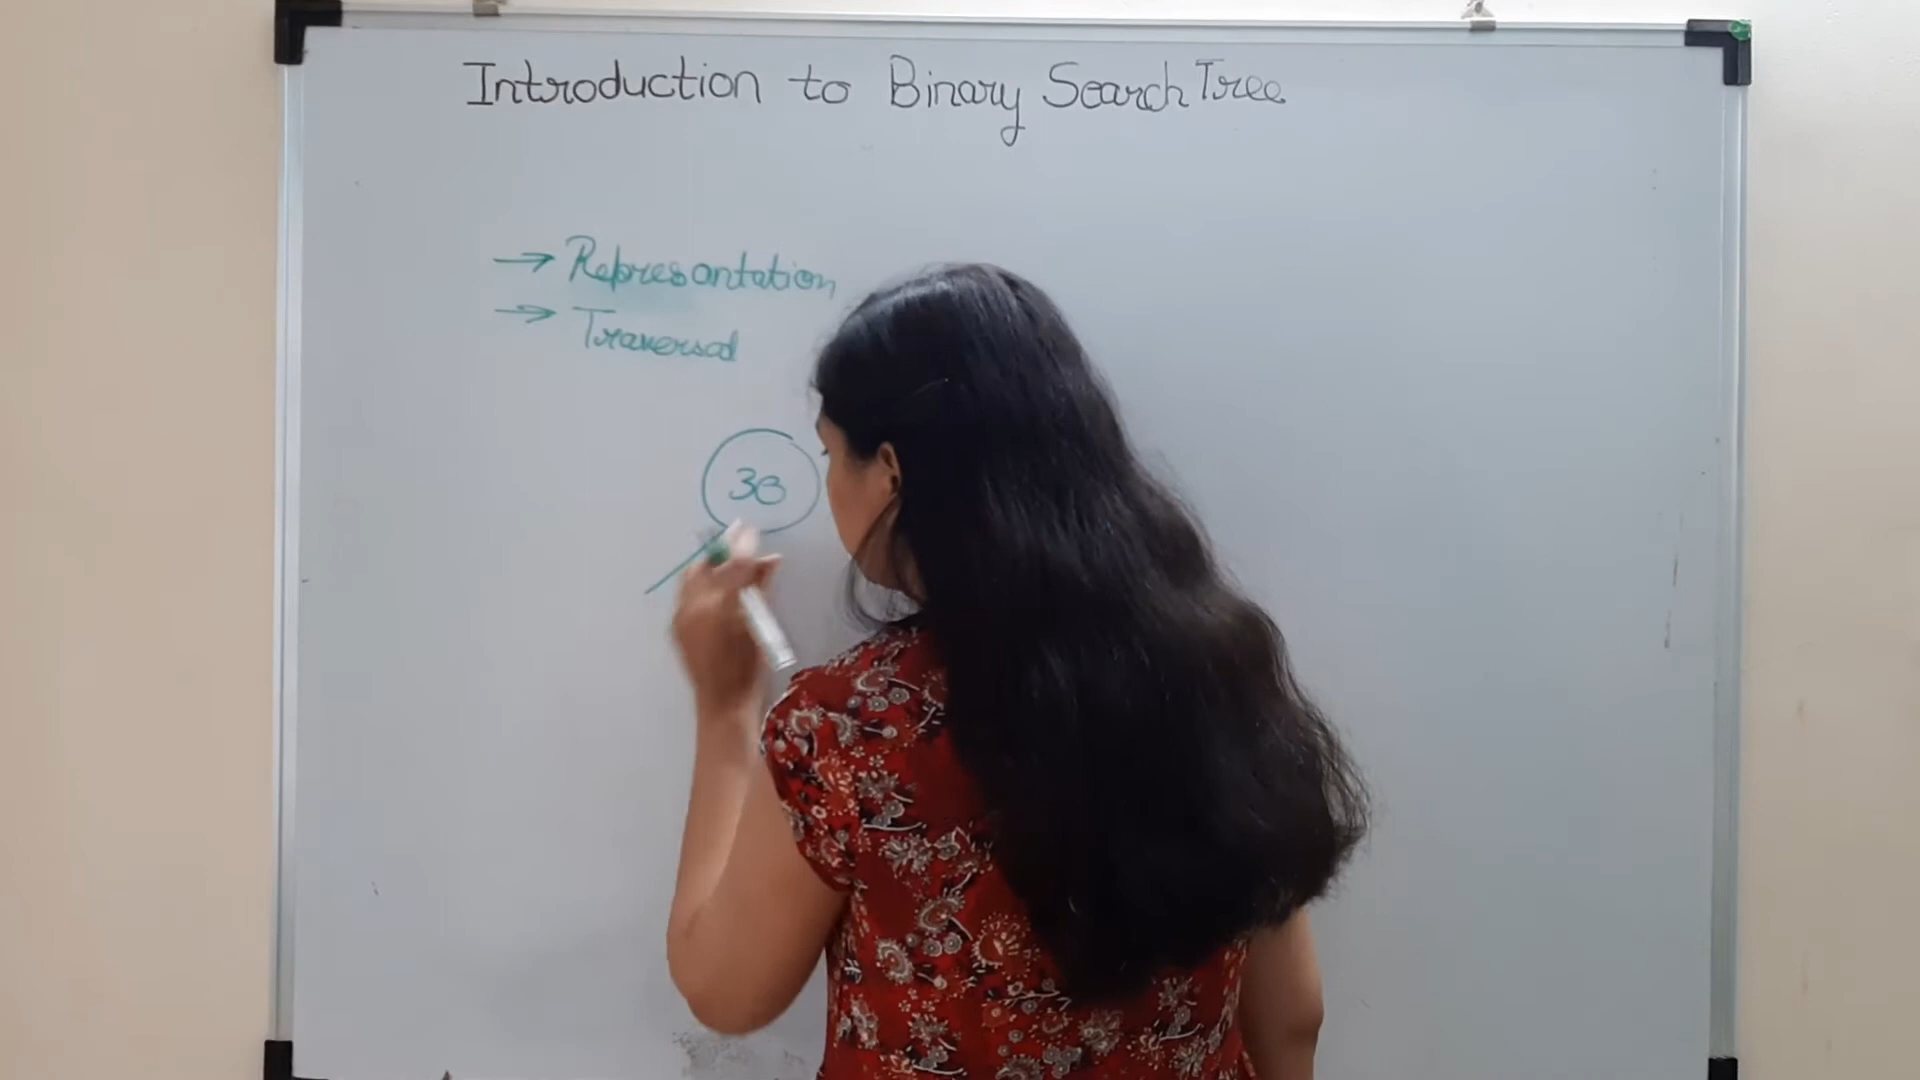 Introduction to Binary Search Tree
→ Representation
→ Traversal
38